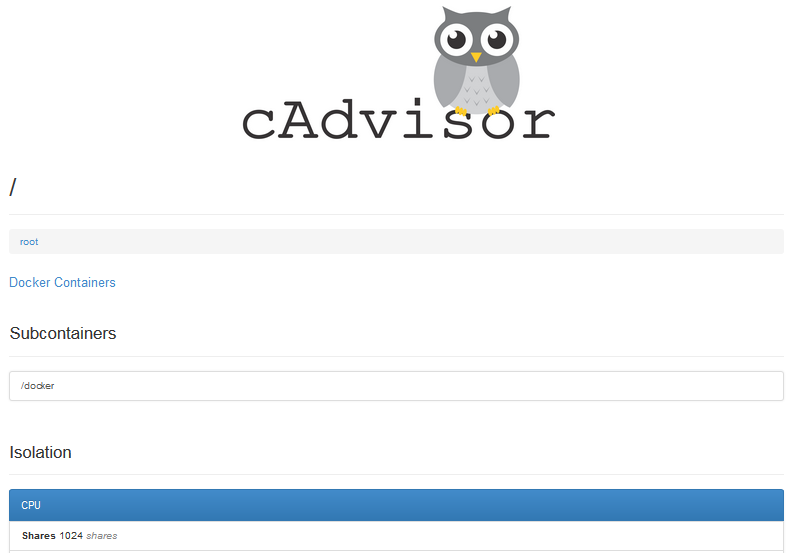 cAdvisor
/
root
Docker Containers
Subcontainers
/docker
Isolation
CPU
Shares 1024 shares